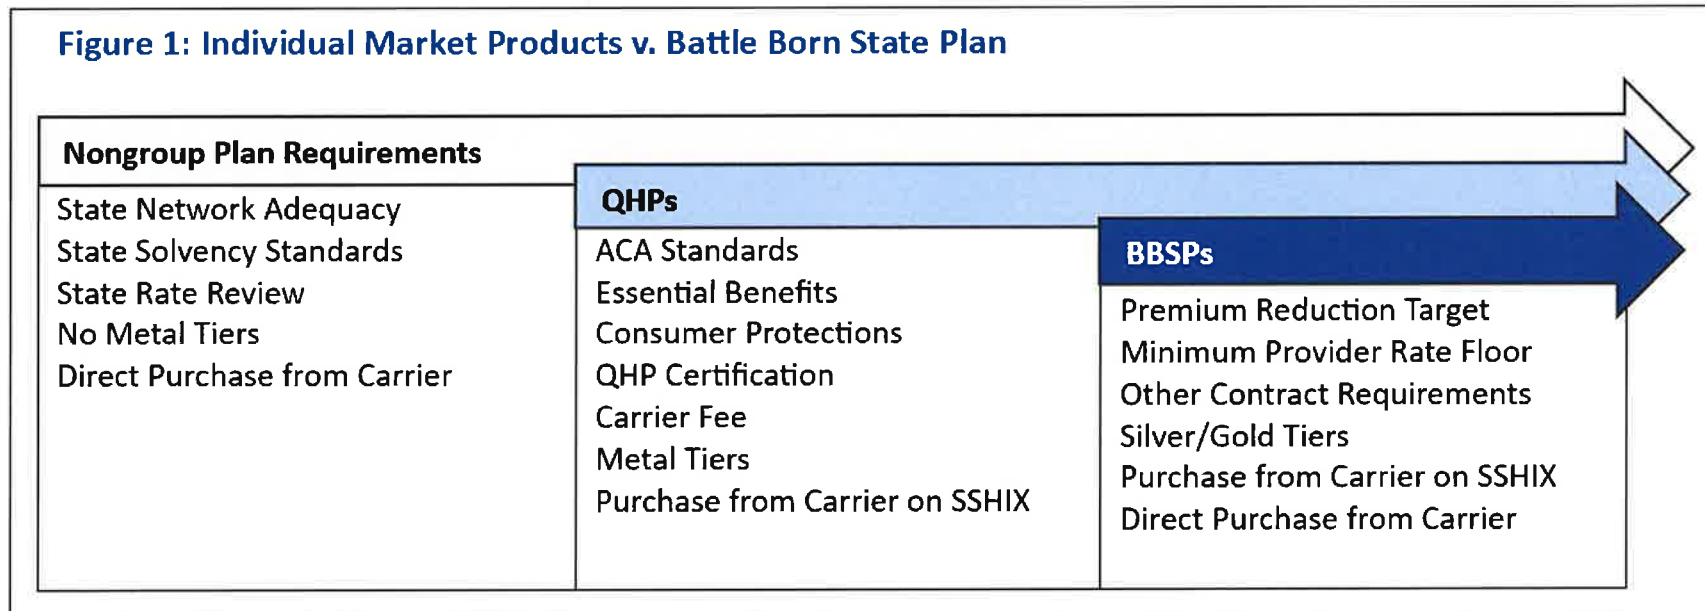 Figure 1: Individual Market Products v. Battle Born State Plan
Nongroup Plan Requirements
State Network Adequacy
State Solvency Standards
State Rate Review
No Metal Tiers
Direct Purchase from Carrier
QHPs
ACA Standards
Essential Benefits
Consumer Protections
QHP Certification
Carrier Fee
Metal Tiers
Purchase from Carrier on SSHIX
BBSPs
Premium Reduction Target
Minimum Provider Rate Floor
Other Contract Requirements
Silver/Gold Tiers
Purchase from Carrier on SSHIX
Direct Purchase from Carrier